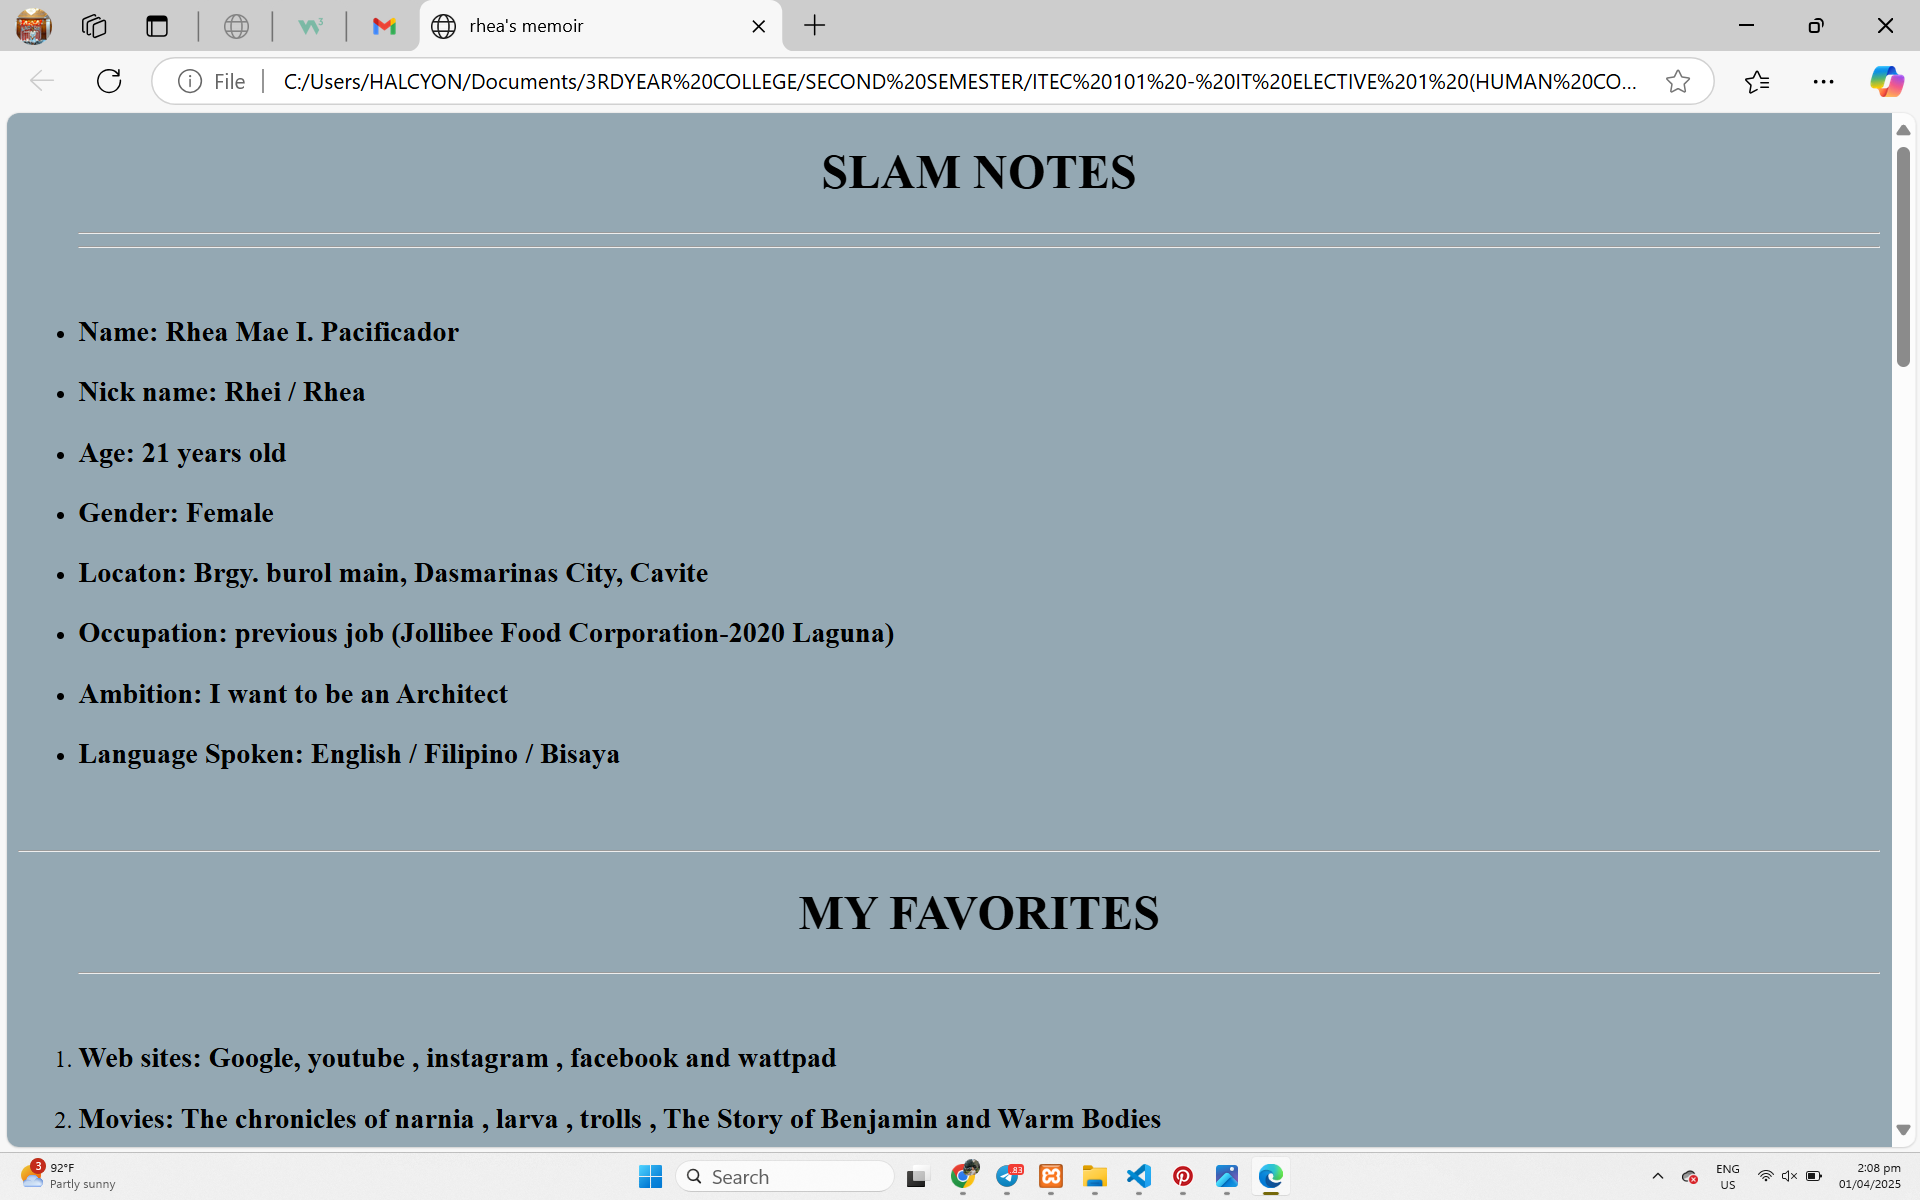 rhea's memoir
File
C:/Users/HALCYON/Documents/3RDYEAR%20COLLEGE/SECOND%20SEMESTER/ITEC%20101%20-%20IT%20ELECTIVE%201%20(HUMAN%20CO...
SLAM NOTES
Name: Rhea Mae I. Pacificador
Nick name: Rhei / Rhea
Age: 21 years old
Gender: Female
Locaton: Brgy. burol main, Dasmarinas City, Cavite
Occupation: previous job (Jollibee Food Corporation-2020 Laguna)
Ambition: I want to be an Architect
Language Spoken: English / Filipino / Bisaya
MY FAVORITES
1. Web sites: Google, youtube , instagram , facebook and wattpad
2. Movies: The chronicles of narnia , larva , trolls , The Story of Benjamin and Warm Bodies
3
92°F
Partly sunny
Search
.83
ENG
US
2:08 pm
01/04/2025